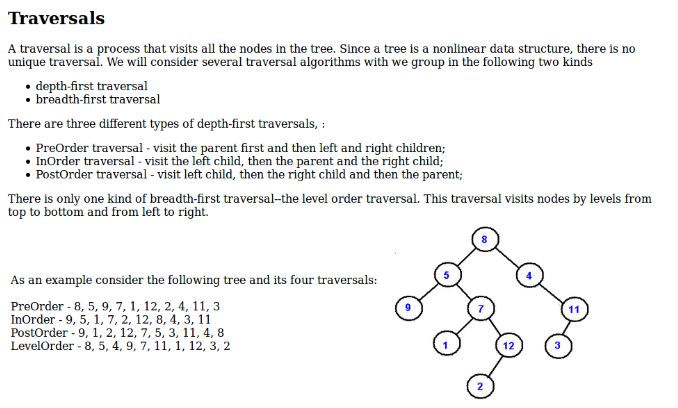 Traversals
A traversal is a process that visits all the nodes in the tree. Since a tree is a nonlinear data structure, there is no
unique traversal. We will consider several traversal algorithms with we group in the following two kinds
• depth-first traversal
• breadth-first traversal
There are three different types of depth-first traversals, :
• PreOrder traversal - visit the parent first and then left and right children;
• InOrder traversal - visit the left child, then the parent and the right child;
• PostOrder traversal - visit left child, then the right child and then the parent;
There is only one kind of breadth-first traversal--the level order traversal. This traversal visits nodes by levels from
top to bottom and from left to right.
As an example consider the following tree and its four traversals:
PreOrder - 8, 5, 9, 7, 1, 12, 2, 4, 11, 3
InOrder - 9, 5, 1, 7, 2, 12, 8, 4, 3, 11
PostOrder - 9, 1, 2, 12, 7, 5, 3, 11, 4, 8
LevelOrder - 8, 5, 4, 9, 7, 11, 1, 12, 3, 2
8
5 4
9 7 11
1 12 3
2